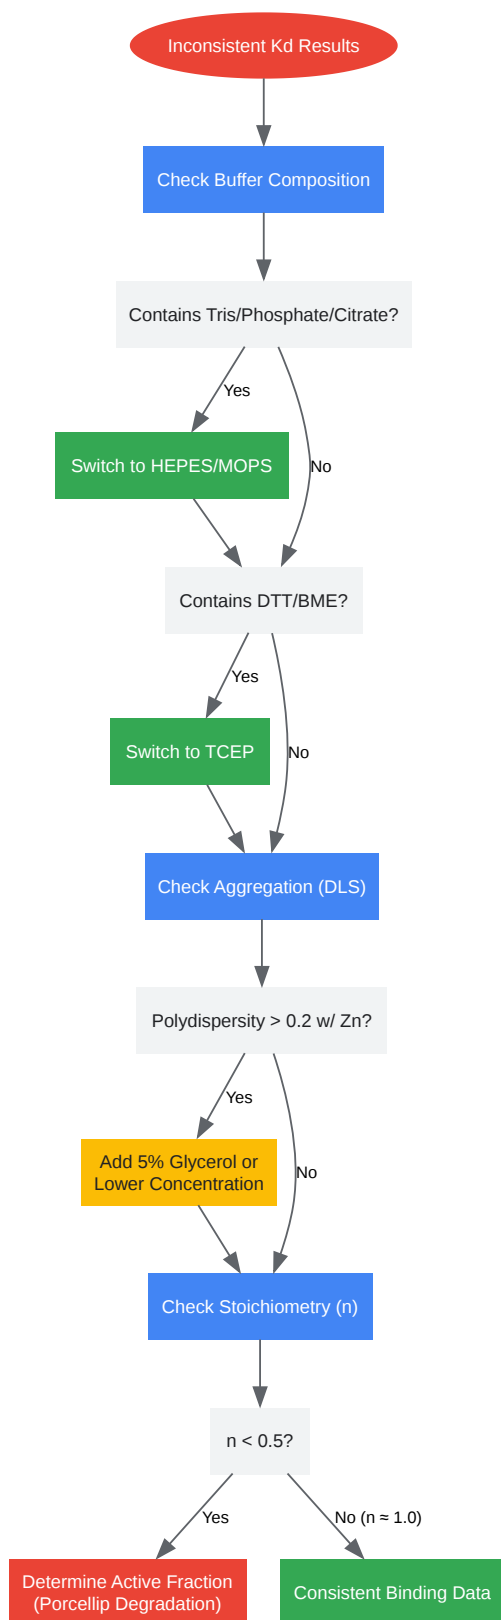 Inconsistent Kd Results
Check Buffer Composition
Contains Tris/Phosphate/Citrate?
Yes
Switch to HEPES/MOPS
No
Contains DTT/BME?
Yes
Switch to TCEP
No
Check Aggregation (DLS)
Polydispersity > 0.2 w/ Zn?
Yes
Add 5% Glycerol or
Lower Concentration
No
Check Stoichiometry (n)
n < 0.5?
Yes
No (n ≈ 1.0)
Determine Active Fraction
(Porcellip Degradation)
Consistent Binding Data